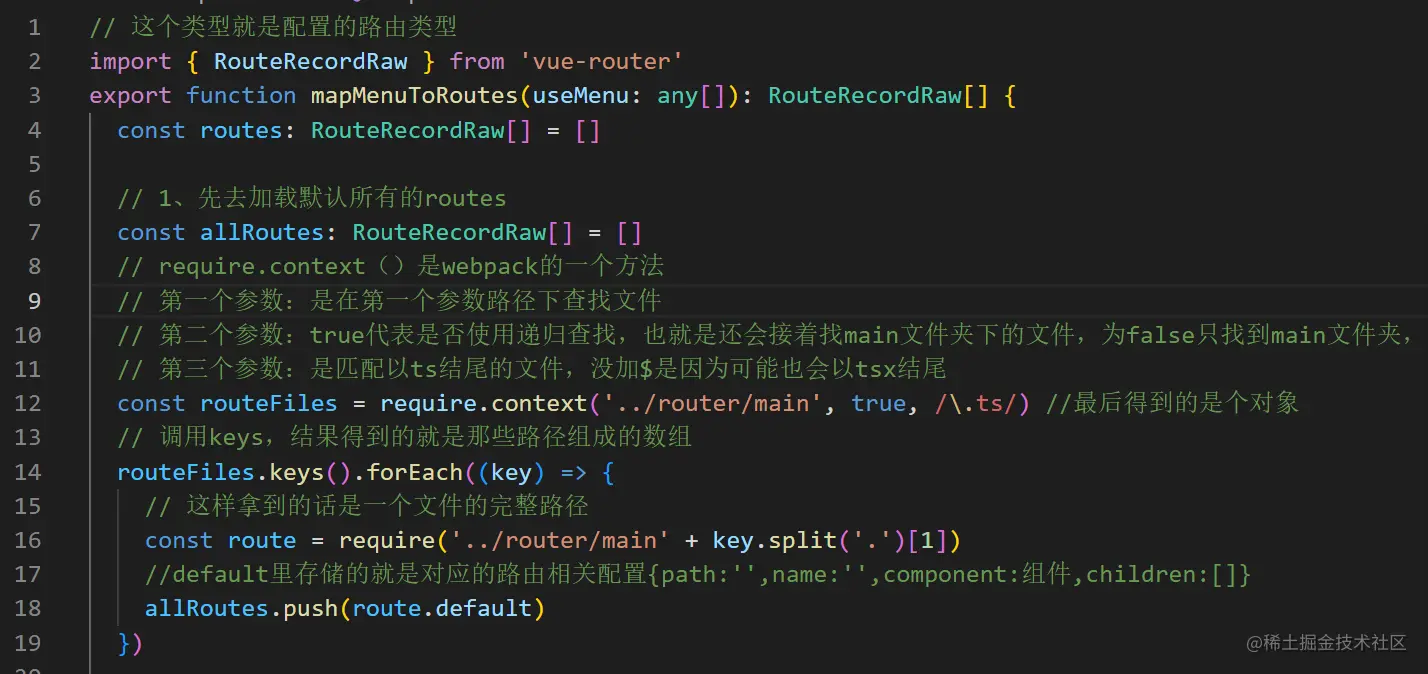 1 // 这个类型就是配置的路由类型
2 import { RouteRecordRaw } from 'vue-router'
3 export function mapMenuToRoutes(useMenu: any[]): RouteRecordRaw[] {
4 const routes: RouteRecordRaw[] = []
5
6 // 1、先去加载默认所有的routes
7 const allRoutes: RouteRecordRaw[] = []
8 // require.context（）是webpack的一个方法
9 // 第一个参数：是在第一个参数路径下查找文件
10 // 第二个参数：true代表是否使用递归查找，也就是还会接着找main文件夹下的文件，为false只找到main文件夹，
11 // 第三个参数：是匹配以ts结尾的文件，没加$是因为可能也会以tsx结尾
12 const routeFiles = require.context('../router/main', true, /\.ts/) //最后得到的是个对象
13 // 调用keys，结果得到的就是那些路径组成的数组
14 routeFiles.keys().forEach((key) => {
15 // 这样拿到的话是一个文件的完整路径
16 const route = require('../router/main' + key.split('.')[1])
17 //default里存储的就是对应的路由相关配置{path:'',name:'',component:组件,children:[]}
18 allRoutes.push(route.default)
19 })
@稀土掘金技术社区